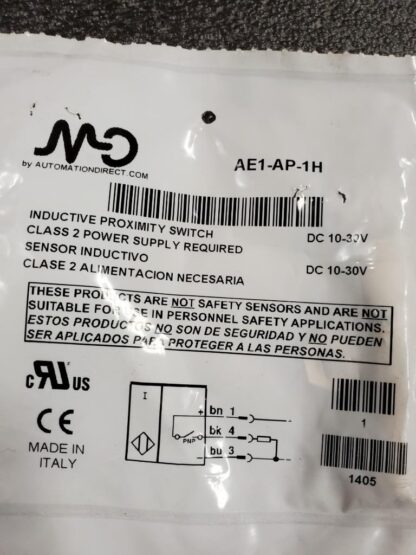 by AUTOMATIONDIRECT.COM
AE1-AP-1H
INDUCTIVE PROXIMITY SWITCH DC 10-30V
CLASS 2 POWER SUPPLY REQUIRED
SENSOR INDUCTIVO DC 10-30V
CLASE 2 ALIMENTACION NECESARIA
THESE PRODUCTS ARE NOT SAFETY SENSORS AND ARE NOT
SUITABLE FOR USE IN PERSONNEL SAFETY APPLICATIONS.
ESTOS PRODUCTOS NO SON DE SEGURIDAD Y NO PUEDEN
SER APLICADOS PARA PROTEGER A LAS PERSONAS.
c RU US
CE
MADE IN
ITALY
I
+ bn 1
PNP bk 4
- bu 3
1
1405